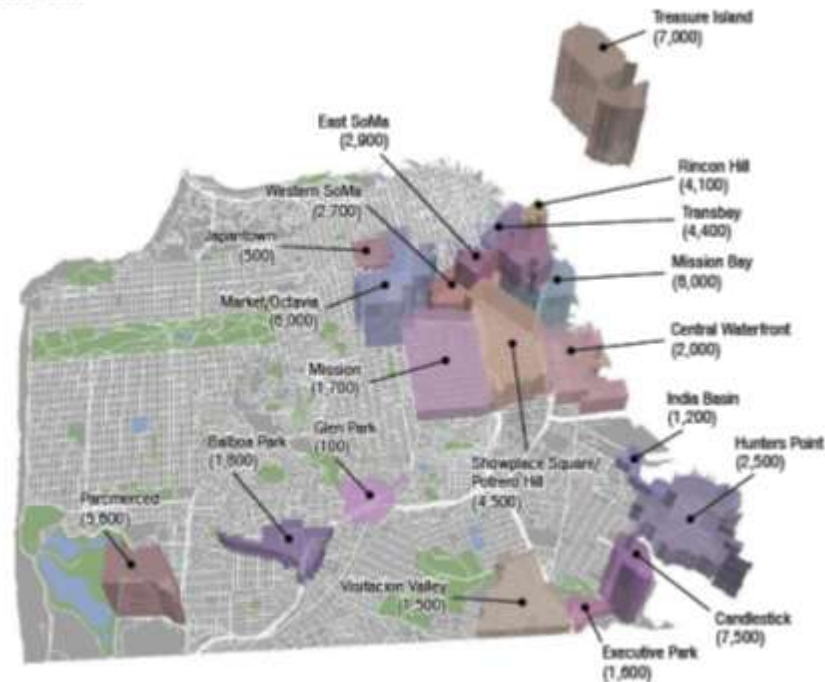 Treasure Island
(7,000)
East SoMa
(2,900)
Rincon Hill
(4,100)
Western SoMa
(2,700)
Transbay
(4,400)
Japantown
(500)
Mission Bay
(6,000)
Market/Octavia
(6,000)
Central Waterfront
(2,000)
Mission
(1,700)
India Basin
(1,200)
Glen Park
(100)
Balboa Park
(1,800)
Hunters Point
(2,500)
Showplace Square/
Potrero Hill
(4,500)
Parcmerced
(5,600)
Visitacion Valley
(1,500)
Candlestick
(7,500)
Executive Park
(1,600)